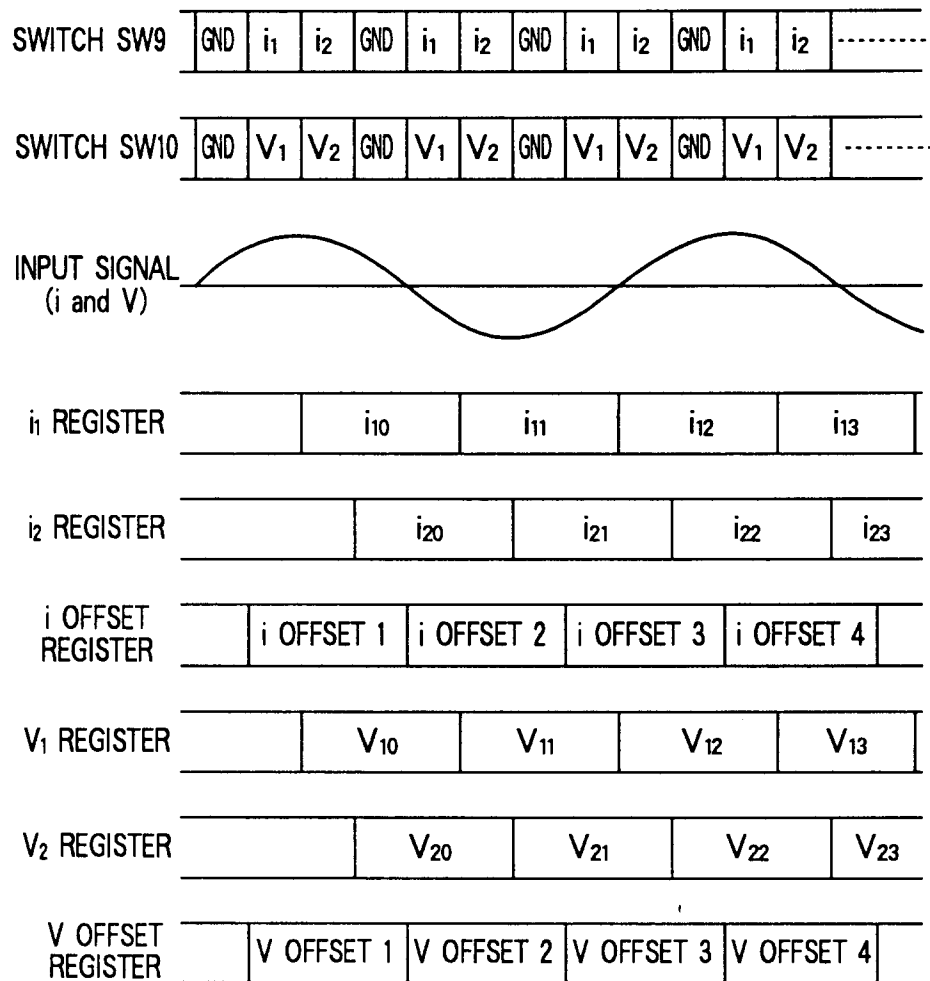 SWITCH SW9 GND i1 i2 GND i1 i2 GND i1 i2 GND i1 i2
SWITCH SW10 GND V1 V2 GND V1 V2 GND V1 V2 GND V1 V2
INPUT SIGNAL
(i and V)
i1 REGISTER i10 i11 i12 i13
i2 REGISTER i20 i21 i22 i23
i OFFSET
REGISTER i OFFSET 1 i OFFSET 2 i OFFSET 3 i OFFSET 4
V1 REGISTER V10 V11 V12 V13
V2 REGISTER V20 V21 V22 V23
V OFFSET
REGISTER V OFFSET 1 V OFFSET 2 V OFFSET 3 V OFFSET 4